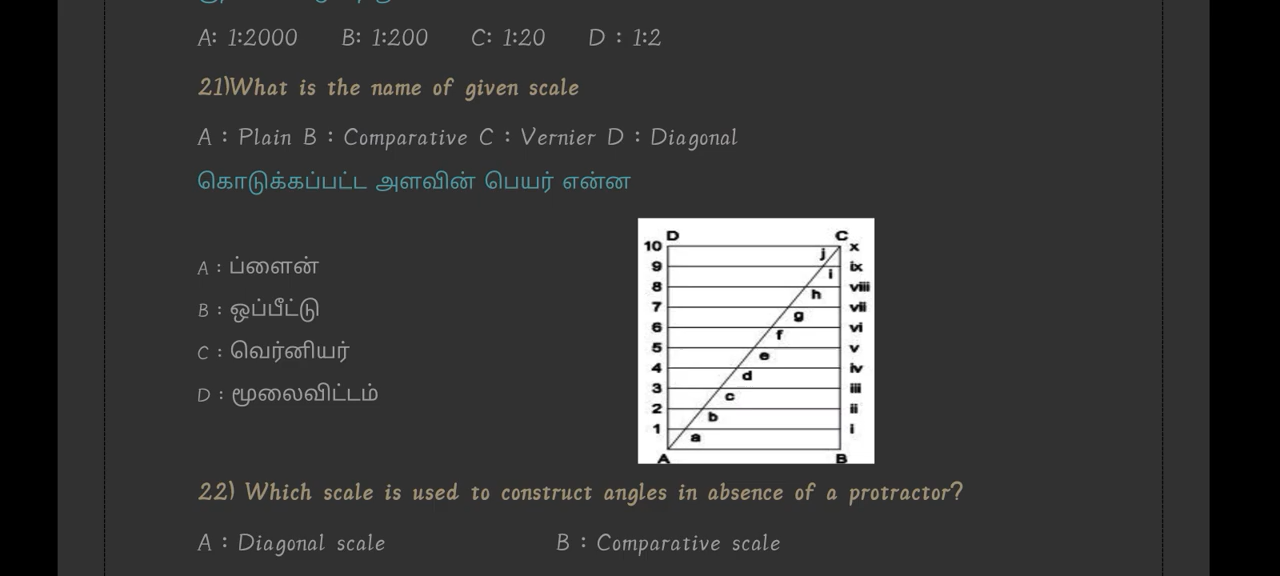 A: 1:2000 B: 1:200 C: 1:20 D : 1:2
21)What is the name of given scale
A : Plain B : Comparative C : Vernier D : Diagonal
கொடுக்கப்பட்ட அளவின் பெயர் என்ன
A : ப்ளைன்
B : ஒப்பீட்டு
C : வெர்னியர்
D : மூலைவிட்டம்
D C
10 j x
9 i ix
8 h viii
7 g vii
6 f vi
5 e v
4 d iv
3 c iii
2 b ii
1 a i
A B
22) Which scale is used to construct angles in absence of a protractor?
A : Diagonal scale B : Comparative scale